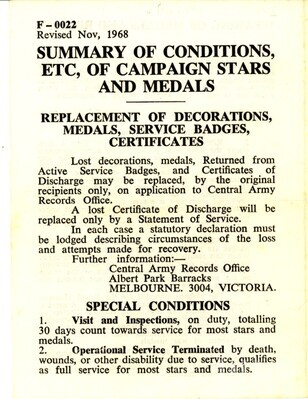 F – 0022
Revised Nov, 1968
SUMMARY OF CONDITIONS,
ETC, OF CAMPAIGN STARS
AND MEDALS
REPLACEMENT OF DECORATIONS,
MEDALS, SERVICE BADGES,
CERTIFICATES
Lost decorations, medals, Returned from
Active Service Badges, and Certificates of
Discharge may be replaced, by the original
recipients only, on application to Central Army
Records Office.
A lost Certificate of Discharge will be
replaced only by a Statement of Service.
In each case a statutory declaration must
be lodged describing circumstances of the loss
and attempts made for recovery.
Further information:—
Central Army Records Office
Albert Park Barracks
MELBOURNE. 3004, VICTORIA.
SPECIAL CONDITIONS
1. Visit and Inspections, on duty, totalling
30 days count towards service for most stars and
medals.
2. Operational Service Terminated by death,
wounds, or other disability due to service, qualifies
as full service for most stars and medals.